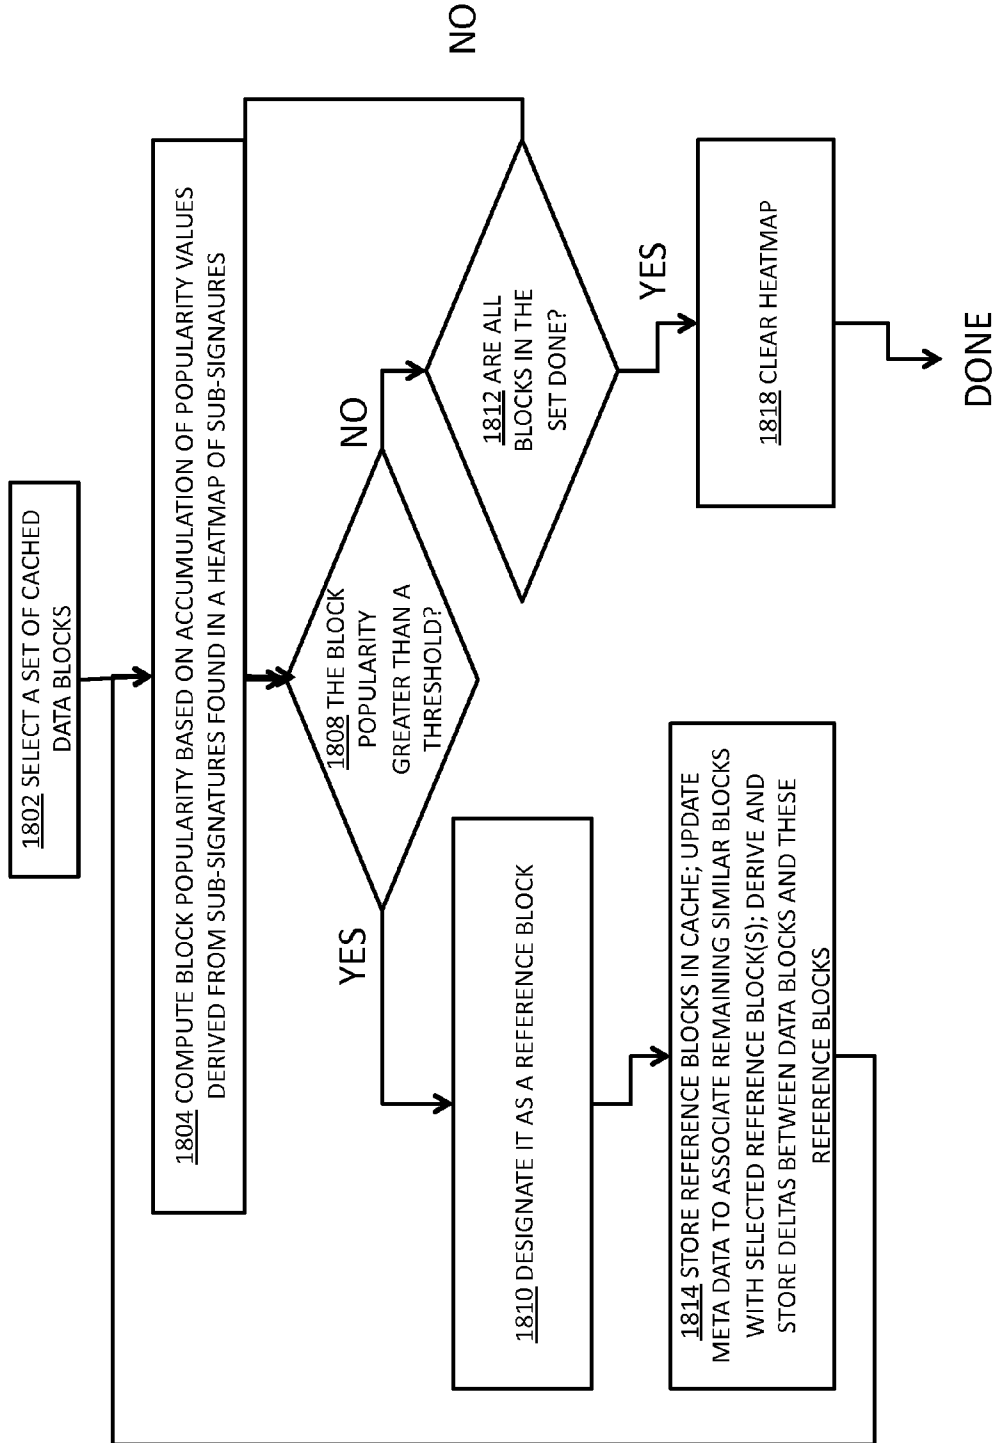 1802 SELECT A SET OF CACHED
DATA BLOCKS
1804 COMPUTE BLOCK POPULARITY BASED ON ACCUMULATION OF POPULARITY VALUES
DERIVED FROM SUB-SIGNATURES FOUND IN A HEATMAP OF SUB-SIGNAURES
1808 THE BLOCK
POPULARITY
GREATER THAN A
THRESHOLD?
YES
NO
1810 DESIGNATE IT AS A REFERENCE BLOCK
1814 STORE REFERENCE BLOCKS IN CACHE; UPDATE
META DATA TO ASSOCIATE REMAINING SIMILAR BLOCKS
WITH SELECTED REFERENCE BLOCK(S); DERIVE AND
STORE DELTAS BETWEEN DATA BLOCKS AND THESE
REFERENCE BLOCKS
1812 ARE ALL
BLOCKS IN THE
SET DONE?
NO
YES
1818 CLEAR HEATMAP
DONE